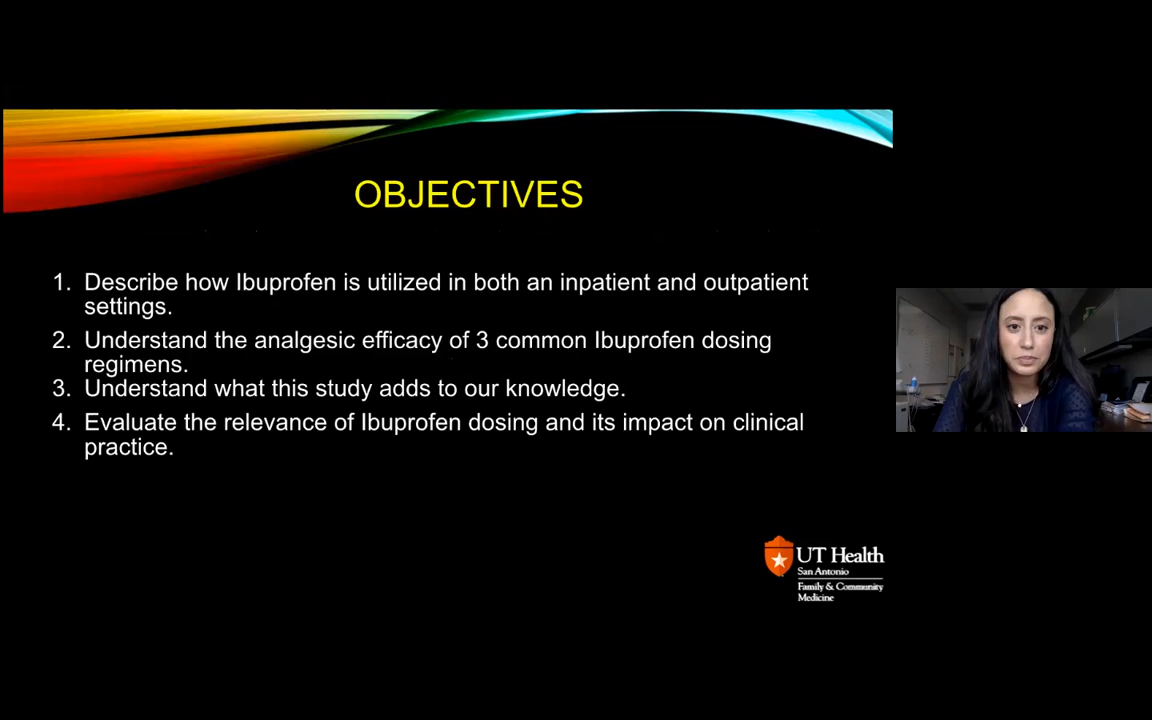 OBJECTIVES
1. Describe how Ibuprofen is utilized in both an inpatient and outpatient
settings.
2. Understand the analgesic efficacy of 3 common Ibuprofen dosing
regimens.
3. Understand what this study adds to our knowledge.
4. Evaluate the relevance of Ibuprofen dosing and its impact on clinical
practice.
UT Health
San Antonio
Family & Community
Medicine